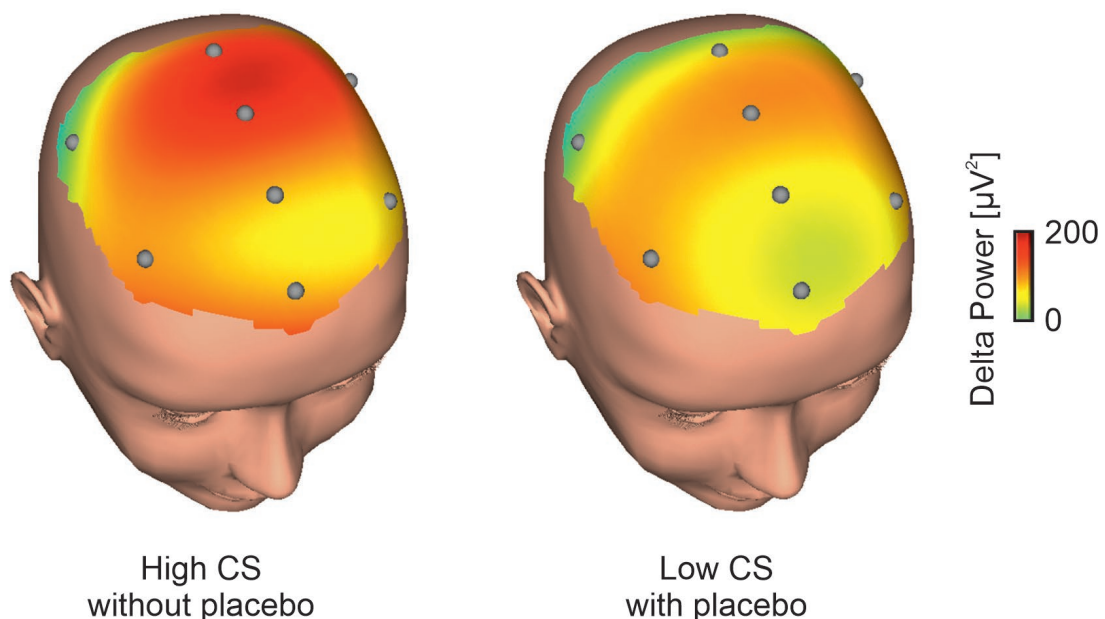 Delta Power [µV²]
200
0
High CS
without placebo
Low CS
with placebo